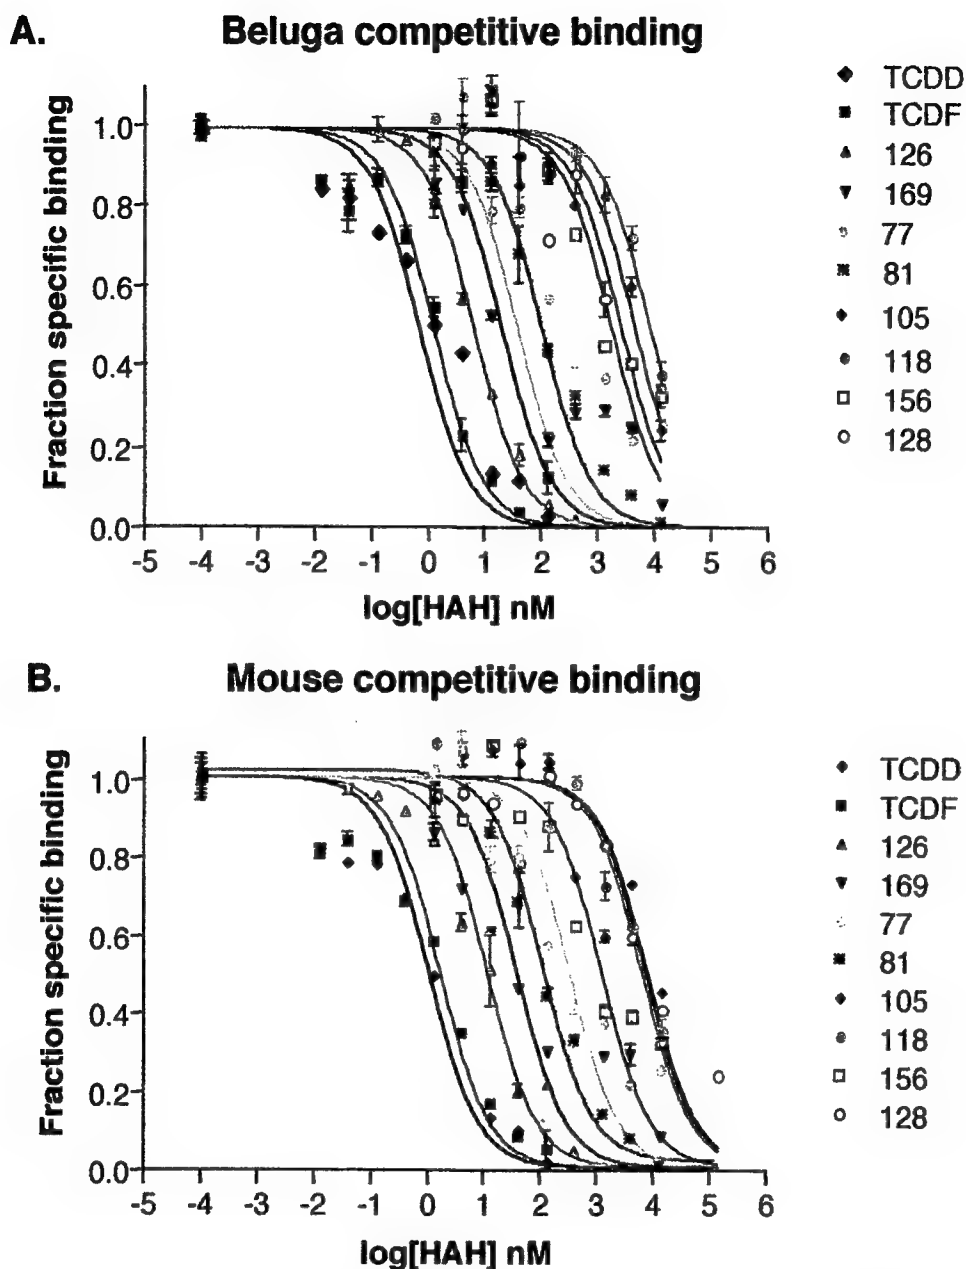 A. Beluga competitive binding
Fraction specific binding
1.0
0.8
0.6
0.4
0.2
0.0
-5 -4 -3 -2 -1 0 1 2 3 4 5 6
log[HAH] nM
TCDD
TCDF
126
169
77
81
105
118
156
128
B. Mouse competitive binding
Fraction specific binding
1.0
0.8
0.6
0.4
0.2
0.0
-5 -4 -3 -2 -1 0 1 2 3 4 5 6
log[HAH] nM
TCDD
TCDF
126
169
77
81
105
118
156
128